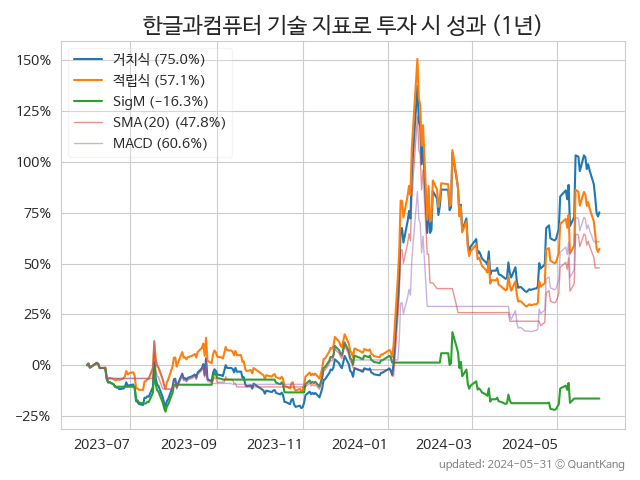 한글과컴퓨터 기술 지표로 투자 시 성과 (1년)
150%
125%
100%
75%
50%
25%
0%
−25%
거치식 (75.0%)
적립식 (57.1%)
SigM (−16.3%)
SMA(20) (47.8%)
MACD (60.6%)
2023-07
2023-09
2023-11
2024-01
2024-03
2024-05
updated: 2024-05-31 © QuantKang